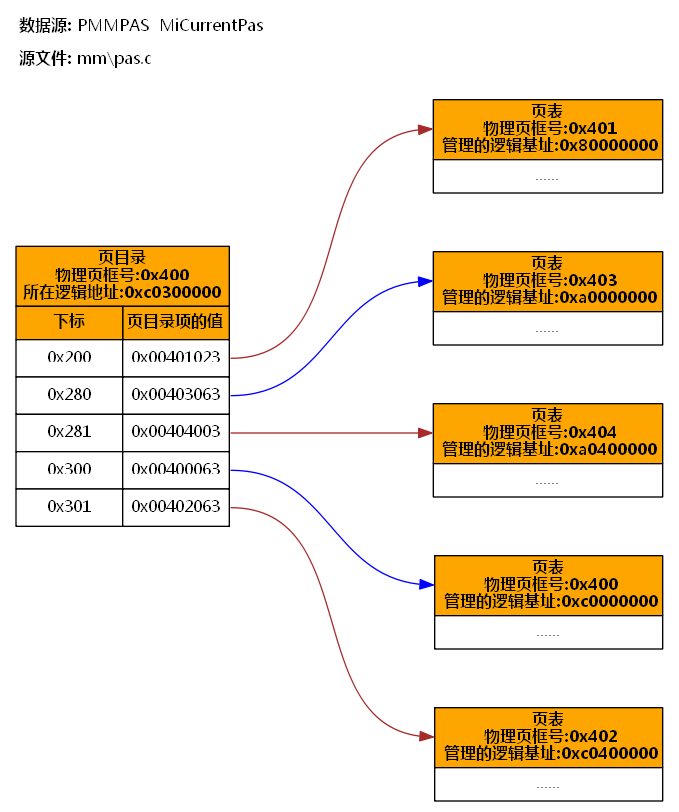 数据源: PMMPAS MiCurrentPas
源文件: mm\pas.c
页目录
物理页框号:0x400
所在逻辑地址:0xc0300000
下标 页目录项的值
0x200 0x00401023
0x280 0x00403063
0x281 0x00404003
0x300 0x00400063
0x301 0x00402063
页表
物理页框号:0x401
管理的逻辑基址:0x80000000
......
页表
物理页框号:0x403
管理的逻辑基址:0xa0000000
......
页表
物理页框号:0x404
管理的逻辑基址:0xa0400000
......
页表
物理页框号:0x400
管理的逻辑基址:0xc0000000
......
页表
物理页框号:0x402
管理的逻辑基址:0xc0400000
......